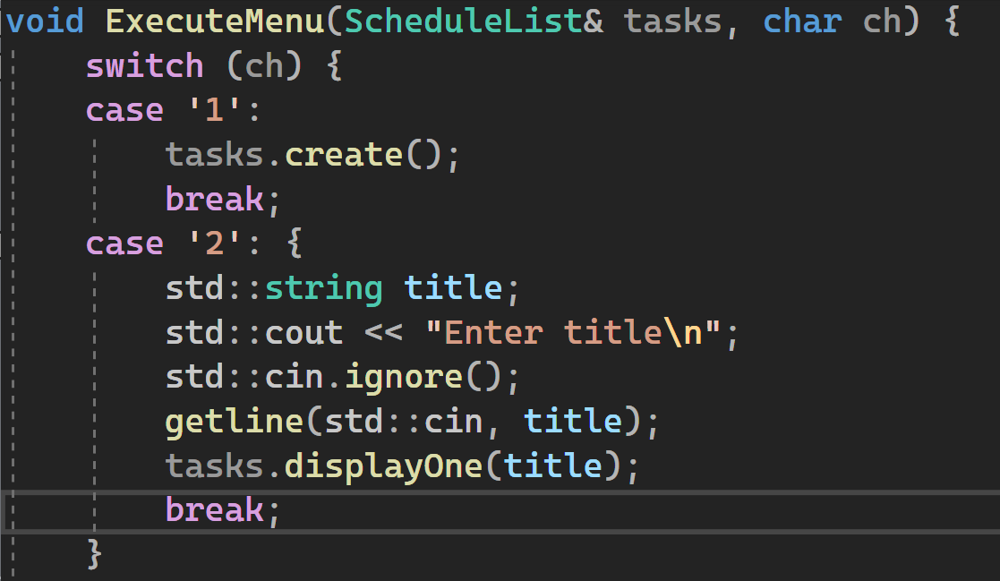 void ExecuteMenu(ScheduleList& tasks, char ch) {
    switch (ch) {
    case '1':
        tasks.create();
        break;
    case '2': {
        std::string title;
        std::cout << "Enter title\n";
        std::cin.ignore();
        getline(std::cin, title);
        tasks.displayOne(title);
        break;
    }